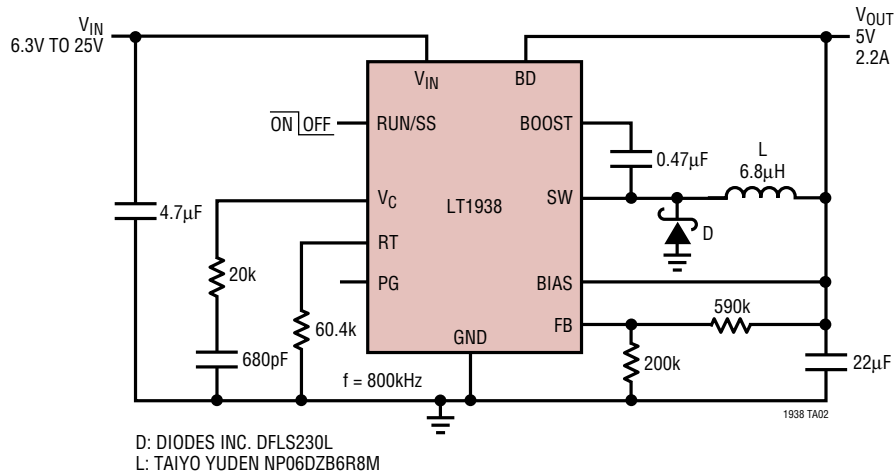 VIN
6.3V TO 25V
VOUT
5V
2.2A
VIN
BD
ON OFF
RUN/SS
BOOST
0.47µF
L
6.8µH
4.7µF
VC
LT1938
SW
D
20k
RT
PG
BIAS
60.4k
590k
FB
GND
680pF
f = 800kHz
200k
22µF
1938 TA02
D: DIODES INC. DFLS230L
L: TAIYO YUDEN NP06DZB6R8M